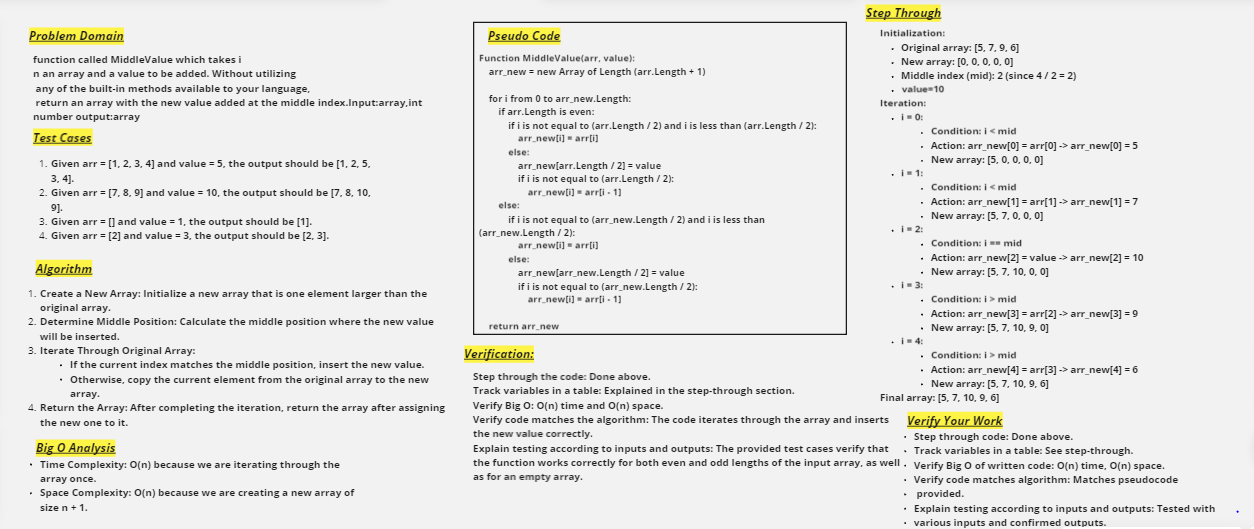 Problem Domain
function called MiddleValue which takes i
n an array and a value to be added. Without utilizing
any of the built-in methods available to your language,
return an array with the new value added at the middle index.Input:array,int
number output:array
Test Cases
1. Given arr = [1, 2, 3, 4] and value = 5, the output should be [1, 2, 5,
3, 4].
2. Given arr = [7, 8, 9] and value = 10, the output should be [7, 8, 10,
9].
3. Given arr = [] and value = 1, the output should be [1].
4. Given arr = [2] and value = 3, the output should be [2, 3].
Algorithm
1. Create a New Array: Initialize a new array that is one element larger than the
original array.
2. Determine Middle Position: Calculate the middle position where the new value
will be inserted.
3. Iterate Through Original Array:
• If the current index matches the middle position, insert the new value.
• Otherwise, copy the current element from the original array to the new
array.
4. Return the Array: After completing the iteration, return the array after assigning
the new one to it.
Big O Analysis
• Time Complexity: O(n) because we are iterating through the
array once.
• Space Complexity: O(n) because we are creating a new array of
size n + 1.
Pseudo Code
Function MiddleValue(arr, value):
arr_new = new Array of Length (arr.Length + 1)
for i from 0 to arr_new.Length:
if arr.Length is even:
if i is not equal to (arr.Length / 2) and i is less than (arr.Length / 2):
arr_new[i] = arr[i]
else:
arr_new[arr.Length / 2] = value
if i is not equal to (arr.Length / 2):
arr_new[i] = arr[i - 1]
else:
if i is not equal to (arr_new.Length / 2) and i is less than
(arr_new.Length / 2):
arr_new[i] = arr[i]
else:
arr_new[arr_new.Length / 2] = value
if i is not equal to (arr_new.Length / 2):
arr_new[i] = arr[i - 1]
return arr_new
Verification:
Step through the code: Done above.
Track variables in a table: Explained in the step-through section.
Verify Big O: O(n) time and O(n) space.
Verify code matches the algorithm: The code iterates through the array and inserts
the new value correctly.
Explain testing according to inputs and outputs: The provided test cases verify that
the function works correctly for both even and odd lengths of the input array, as well
as for an empty array.
Step Through
Initialization:
• Original array: [5, 7, 9, 6]
• New array: [0, 0, 0, 0, 0]
• Middle index (mid): 2 (since 4 / 2 = 2)
• value=10
Iteration:
• i = 0:
• Condition: i < mid
• Action: arr_new[0] = arr[0] -> arr_new[0] = 5
• New array: [5, 0, 0, 0, 0]
• i = 1:
• Condition: i < mid
• Action: arr_new[1] = arr[1] -> arr_new[1] = 7
• New array: [5, 7, 0, 0, 0]
• i = 2:
• Condition: i == mid
• Action: arr_new[2] = value -> arr_new[2] = 10
• New array: [5, 7, 10, 0, 0]
• i = 3:
• Condition: i > mid
• Action: arr_new[3] = arr[2] -> arr_new[3] = 9
• New array: [5, 7, 10, 9, 0]
• i = 4:
• Condition: i > mid
• Action: arr_new[4] = arr[3] -> arr_new[4] = 6
• New array: [5, 7, 10, 9, 6]
Final array: [5, 7, 10, 9, 6]
Verify Your Work
• Step through code: Done above.
• Track variables in a table: See step-through.
• Verify Big O of written code: O(n) time, O(n) space.
• Verify code matches algorithm: Matches pseudocode
• provided.
• Explain testing according to inputs and outputs: Tested with
• various inputs and confirmed outputs.